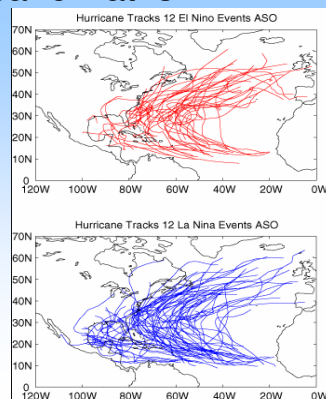 Hurricane Tracks 12 El Nino Events ASO
70N
60N
50N
40N
30N
20N
10N
0
120W 100W 80W 60W 40W 20W 0W
Hurricane Tracks 12 La Nina Events ASO
70N
60N
50N
40N
30N
20N
10N
0
120W 100W 80W 60W 40W 20W 0W